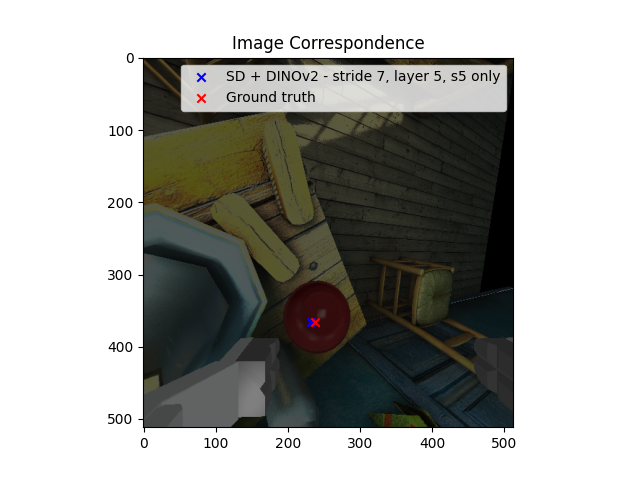 Image Correspondence
SD + DINOv2 - stride 7, layer 5, s5 only
Ground truth
0
100
200
300
400
500
0 100 200 300 400 500